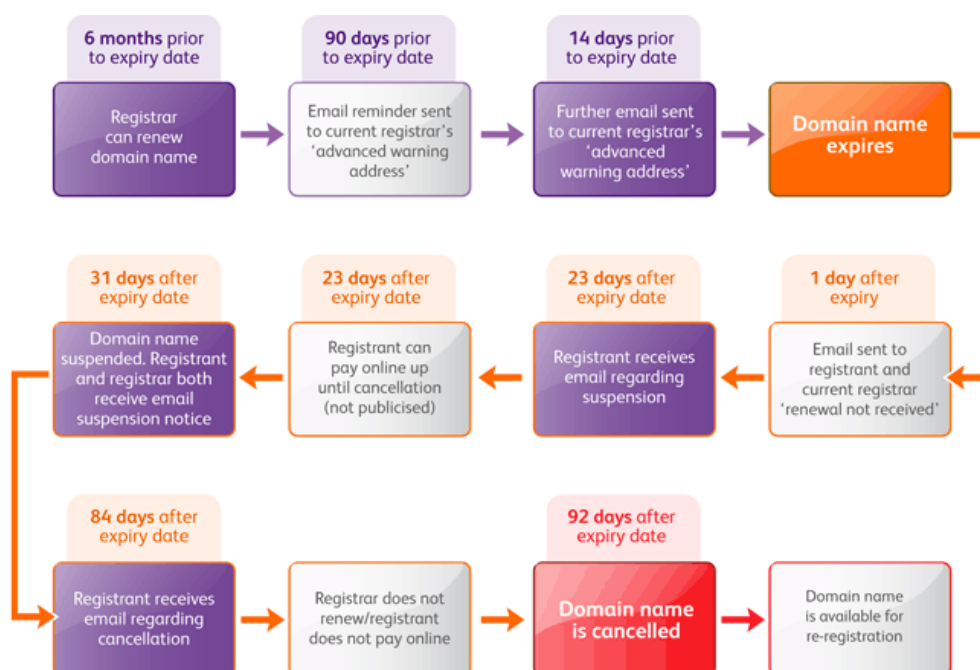 6 months prior
to expiry date
Registrar
can renew
domain name
90 days prior
to expiry date
Email reminder sent
to current registrar's
'advanced warning
address'
14 days prior
to expiry date
Further email sent
to current registrar's
'advanced
warning address'
Domain name
expires
1 day after
expiry
Email sent to
registrant and
current registrar
'renewal not received'
23 days after
expiry date
Registrant receives
email regarding
suspension
23 days after
expiry date
Registrant can
pay online up
until cancellation
(not publicised)
31 days after
expiry date
Domain name
suspended. Registrant
and registrar both
receive email
suspension notice
84 days after
expiry date
Registrant receives
email regarding
cancellation
Registrar does not
renew/registrant
does not pay online
92 days after
expiry date
Domain name
is cancelled
Domain name
is available for
re-registration